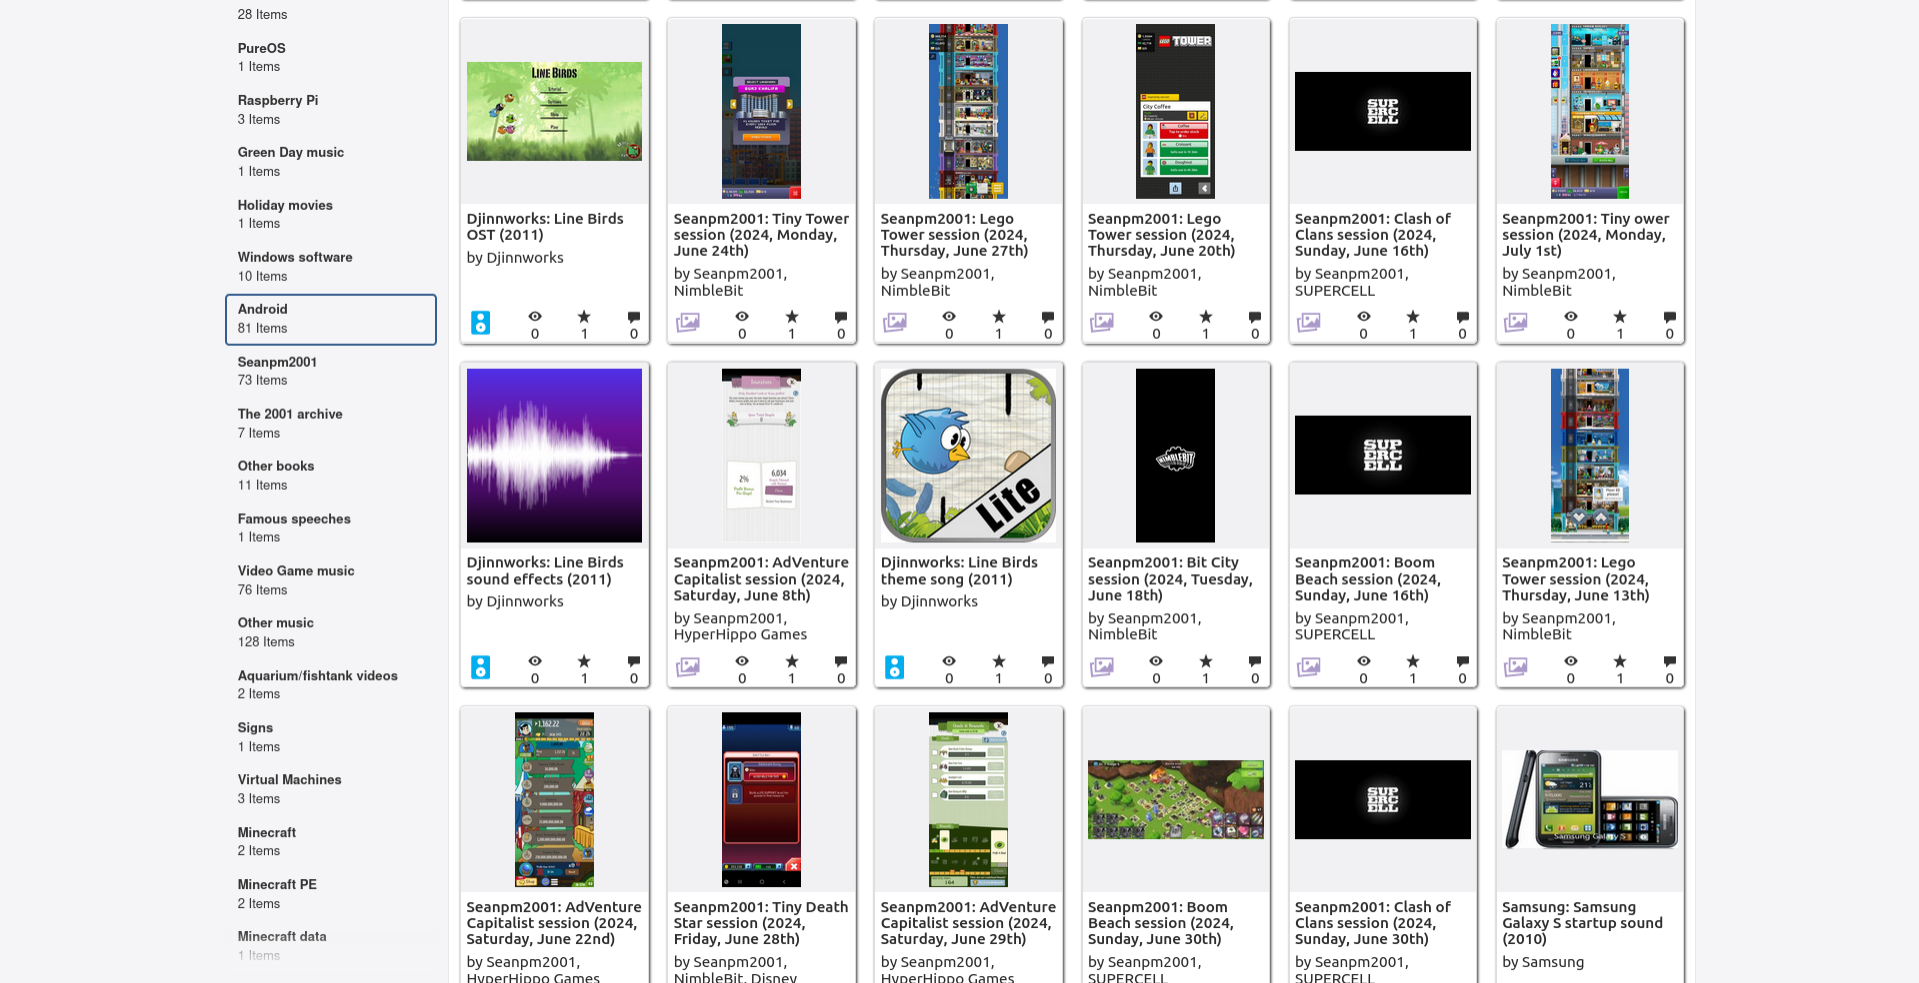 28 Items
PureOS
1 Items
Raspberry Pi
3 Items
Green Day music
1 Items
Holiday movies
1 Items
Windows software
10 Items
Android
81 Items
Seanpm2001
73 Items
The 2001 archive
7 Items
Other books
11 Items
Famous speeches
1 Items
Video Game music
76 Items
Other music
128 Items
Aquarium/fishtank videos
2 Items
Signs
1 Items
Virtual Machines
3 Items
Minecraft
2 Items
Minecraft PE
2 Items
Minecraft data
1 Items
LINE BIRDS
Djinnworks: Line Birds
OST (2011)
by Djinnworks
0
1
0
Seanpm2001: Tiny Tower
session (2024, Monday,
June 24th)
by Seanpm2001,
NimbleBit
0
1
0
Seanpm2001: Lego
Tower session (2024,
Thursday, June 27th)
by Seanpm2001,
NimbleBit
0
1
0
TOWER
City Coffee
Coffee
Croissant
Doughnut
Seanpm2001: Lego
Tower session (2024,
Thursday, June 20th)
by Seanpm2001,
NimbleBit
0
1
0
SUP
ERC
ELL
Seanpm2001: Clash of
Clans session (2024,
Sunday, June 16th)
by Seanpm2001,
SUPERCELL
0
1
0
Seanpm2001: Tiny ower
session (2024, Monday,
July 1st)
by Seanpm2001,
NimbleBit
0
1
0
Djinnworks: Line Birds
sound effects (2011)
by Djinnworks
0
1
0
2%
6,034
Seanpm2001: AdVenture
Capitalist session (2024,
Saturday, June 8th)
by Seanpm2001,
HyperHippo Games
0
1
0
Lite
Djinnworks: Line Birds
theme song (2011)
by Djinnworks
0
1
0
NIMBLEBIT
Seanpm2001: Bit City
session (2024, Tuesday,
June 18th)
by Seanpm2001,
NimbleBit
0
1
0
SUP
ERC
ELL
Seanpm2001: Boom
Beach session (2024,
Sunday, June 16th)
by Seanpm2001,
SUPERCELL
0
1
0
Seanpm2001: Lego
Tower session (2024,
Thursday, June 13th)
by Seanpm2001,
NimbleBit
0
1
0
1,162.22
Seanpm2001: AdVenture
Capitalist session (2024,
Saturday, June 22nd)
by Seanpm2001,
HyperHippo Games
Seanpm2001: Tiny Death
Star session (2024,
Friday, June 28th)
by Seanpm2001,
NimbleBit, Disney
Seanpm2001: AdVenture
Capitalist session (2024,
Saturday, June 29th)
by Seanpm2001,
HyperHippo Games
Seanpm2001: Boom
Beach session (2024,
Sunday, June 30th)
by Seanpm2001,
SUPERCELL
SUP
ERC
ELL
Seanpm2001: Clash of
Clans session (2024,
Sunday, June 30th)
by Seanpm2001,
SUPERCELL
Samsung Galaxy S
Samsung: Samsung
Galaxy S startup sound
(2010)
by Samsung